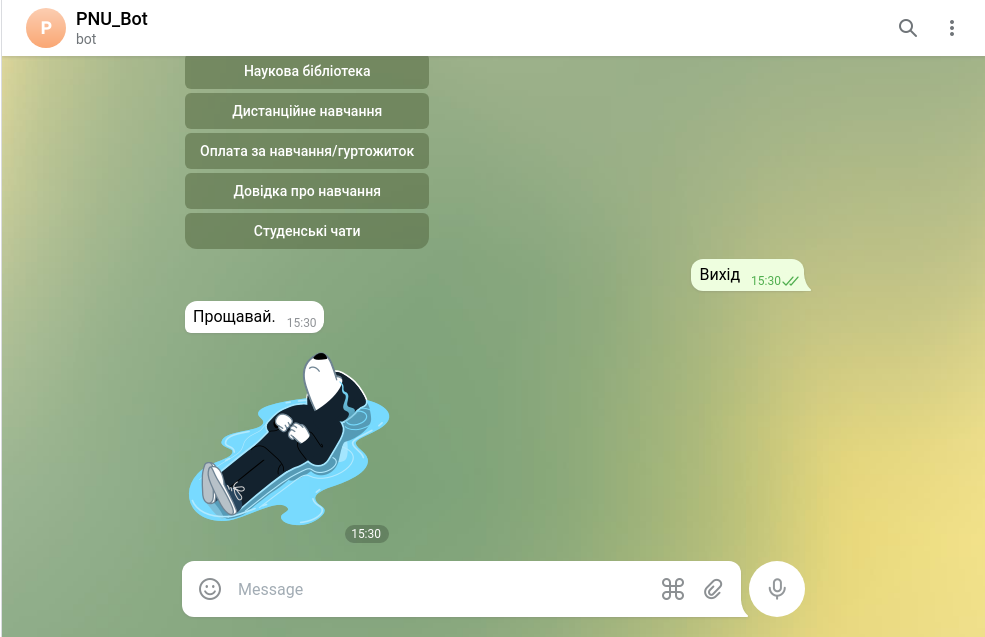 P
PNU_Bot
bot
Наукова бібліотека
Дистанційне навчання
Оплата за навчання/гуртожиток
Довідка про навчання
Студенські чати
Вихід 15:30
Прощавай. 15:30
15:30
Message